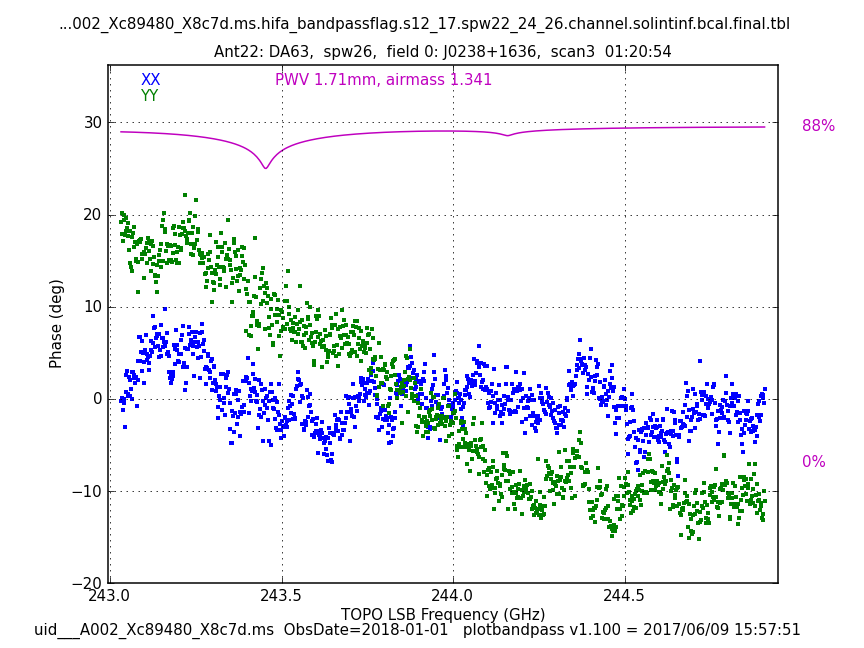 ...002_Xc89480_X8c7d.ms.hifa_bandpassflag.s12_17.spw22_24_26.channel.solintinf.bcal.final.tbl
Ant22: DA63,  spw26,  field 0: J0238+1636,  scan3  01:20:54
XX
PWV 1.71mm, airmass 1.341
YY
88%
30
20
10
0
−10
−20
Phase (deg)
0%
243.0
243.5
244.0
244.5
TOPO LSB Frequency (GHz)
uid___A002_Xc89480_X8c7d.ms  ObsDate=2018-01-01   plotbandpass v1.100 = 2017/06/09 15:57:51